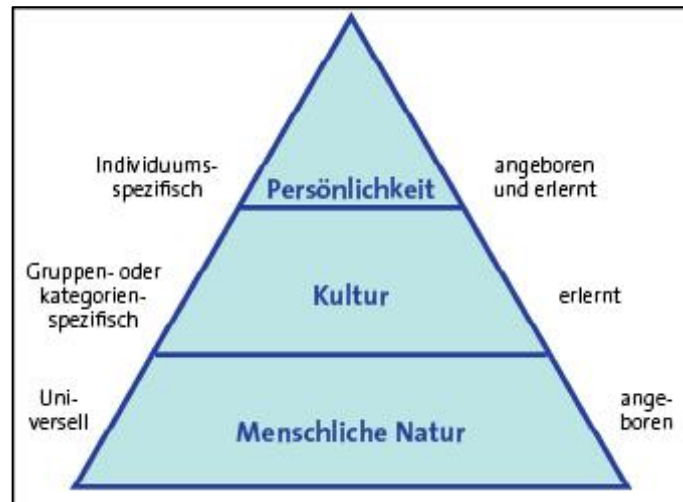 Individuums-
spezifisch
Persönlichkeit
angeboren
und erlernt
Gruppen- oder
kategorien-
spezifisch
Kultur
erlernt
Uni-
versell
Menschliche Natur
ange-
boren